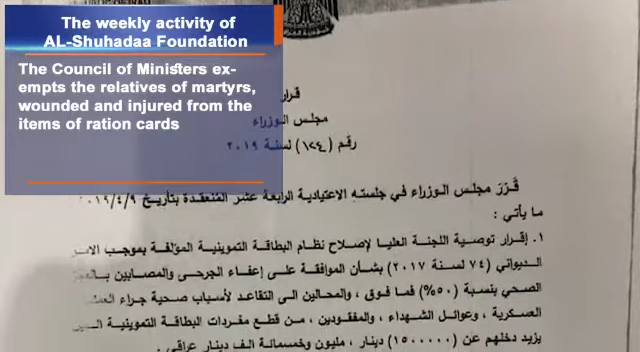 The weekly activity of
AL-Shuhadaa Foundation
The Council of Ministers ex-
empts the relatives of martyrs,
wounded and injured from the
items of ration cards
قرار
مجلس الوزراء
رقم (١٢٤) لسنة ٢٠١٩
قَرَرَ مجلس الوزراء في جلسته الاعتيادية الرابعة عشر المنعقدة بتأريخ ٢٠١٩/٤/٩
ما يأتي :
١. إقرار توصية اللجنة العليا لإصلاح نظام البطاقة التموينية المؤلفة بموجب
الديواني (٧٤ لسنة ٢٠١٧) بشأن الموافقة على إعفاء الجرحى والمصابين
الصحي بنسبة (٥٠%) فما فوق ، والمحالين الى التقاعد لأسباب صحية جراء
العسكرية ، وعوائل الشهداء ، والمفقودين ، من قطع مفردات البطاقة التموينية
يزيد دخلهم عن (١٥٠٠٠٠٠) دينار ، مليون وخمسمائة الف دينار عراقي .